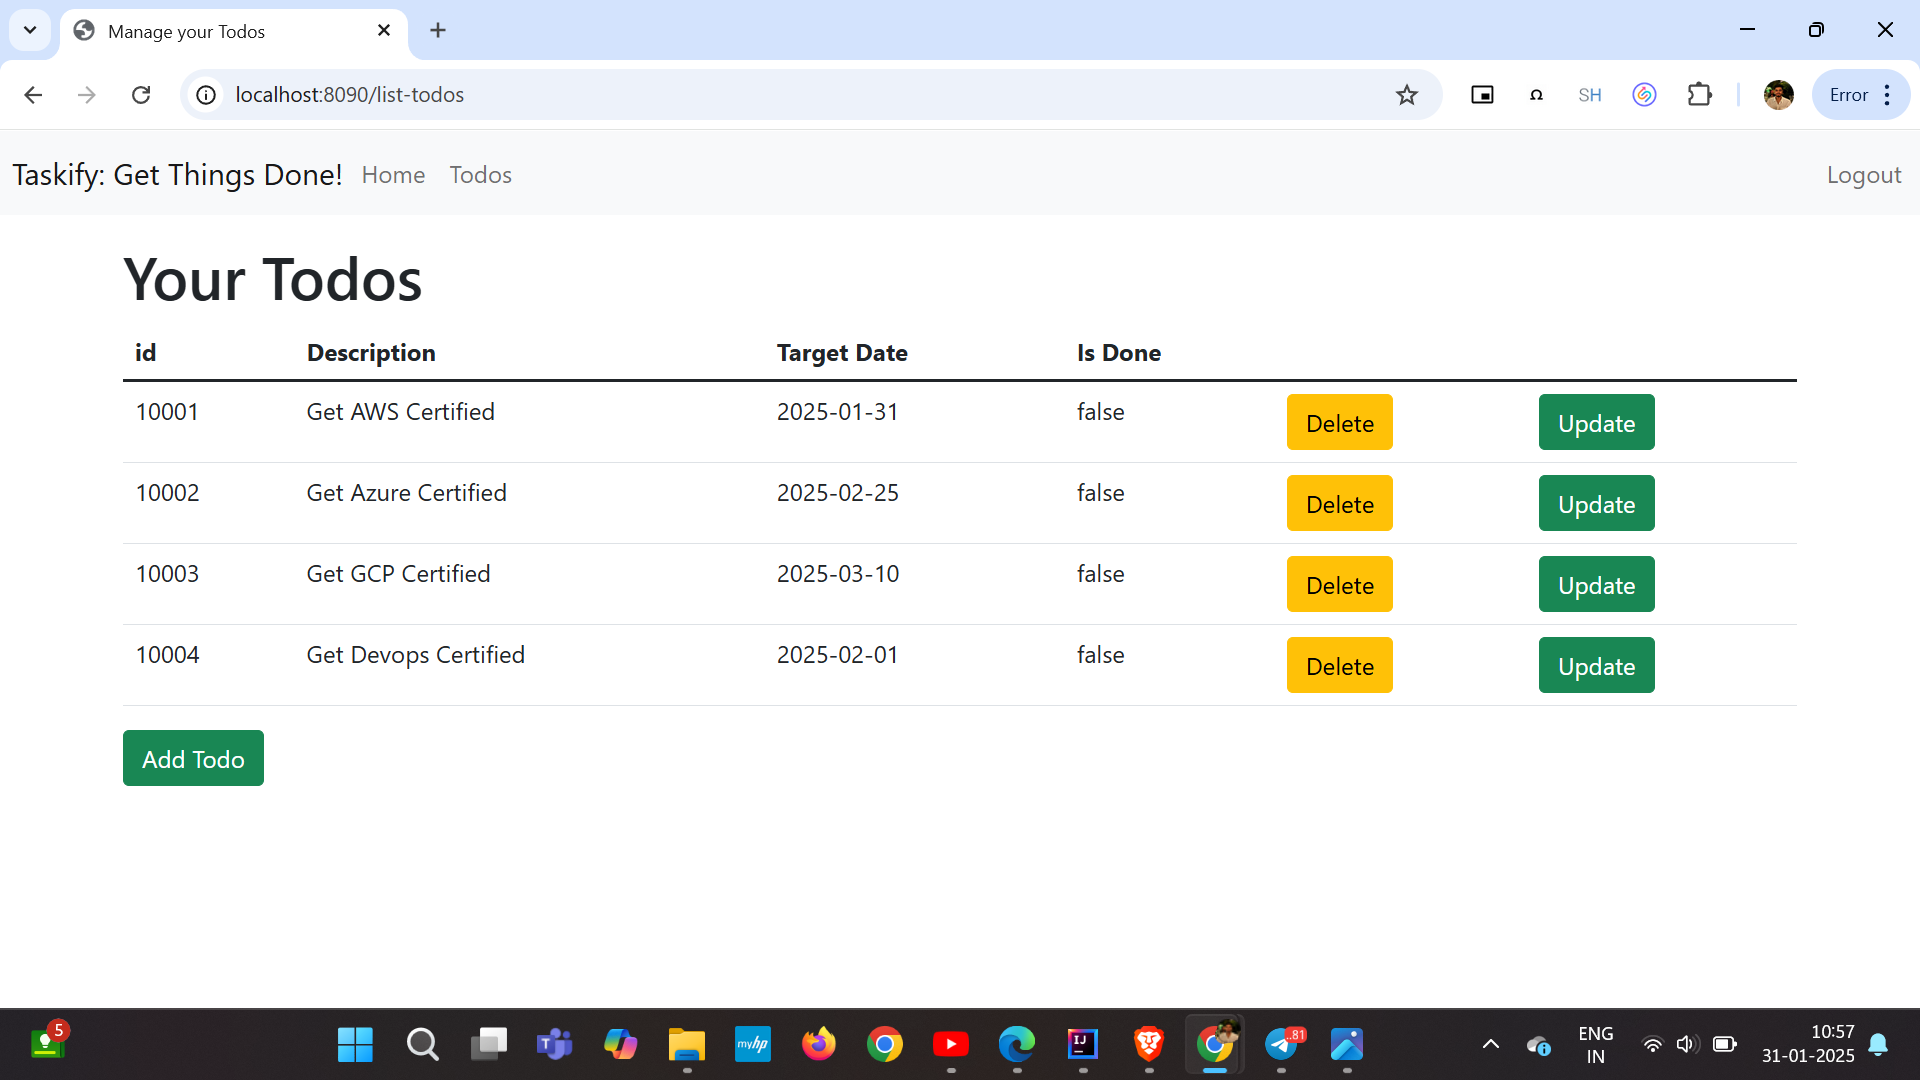 Manage your Todos
localhost:8090/list-todos
SH
Error
Taskify: Get Things Done! Home Todos Logout
Your Todos
id Description Target Date Is Done
10001 Get AWS Certified 2025-01-31 false Delete Update
10002 Get Azure Certified 2025-02-25 false Delete Update
10003 Get GCP Certified 2025-03-10 false Delete Update
10004 Get Devops Certified 2025-02-01 false Delete Update
Add Todo
5
myhp
IJ
..81
ENG
IN
10:57
31-01-2025